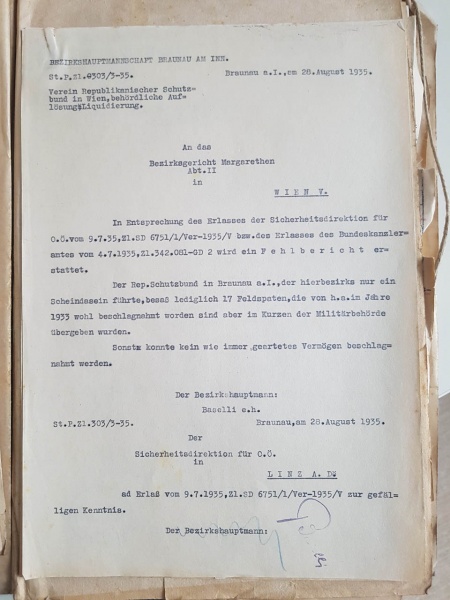 BEZIRKSHAUPTMANNSCHAFT BRAUNAU AM INN.
St.P.Zl.0303/3-35. Braunau a.I.,am 28.August 1935.
Verein Republikanischer Schutz=
bund in Wien,behördliche Auf=
lösung;Liquidierung.
An das
Bezirksgericht Margarethen
Abt.II
in
WIEN V.
In Entsprechung des Erlasses der Sicherheitsdirektion für
O.Ö.vom 9.7.35,Zl.SD 6751/1/Ver-1935/V bzw.des Erlasses des Bundeskanzler=
amtes vom 4.7.1935,Zl.342.081-GD 2 wird ein F e h l b e r i c h t er=
stattet.
Der Rep.Schutzbund in Braunau a.I.,der hierbezirks nur ein
Scheindasein führte,besaß lediglich 17 Feldspaten,die von h.a.im Jahre
1933 wohl beschlagnahmt worden sind aber im Kurzen der Militärbehörde
übergeben wurden.
Sonst konnte kein wie immer geartetes Vermögen beschlag=
nahmt werden.
Der Bezirkshauptmann:
Baselli e.h.
St.P.Zl.303/3-35. Braunau,am 28.August 1935.
Der
Sicherheitsdirektion für O.Ö.
in
LINZ A.D.
ad Erlaß vom 9.7.1935,Zl.SD 6751/1/Ver-1935/V zur gefäl=
ligen Kenntnis.
Der Bezirkshauptmann: